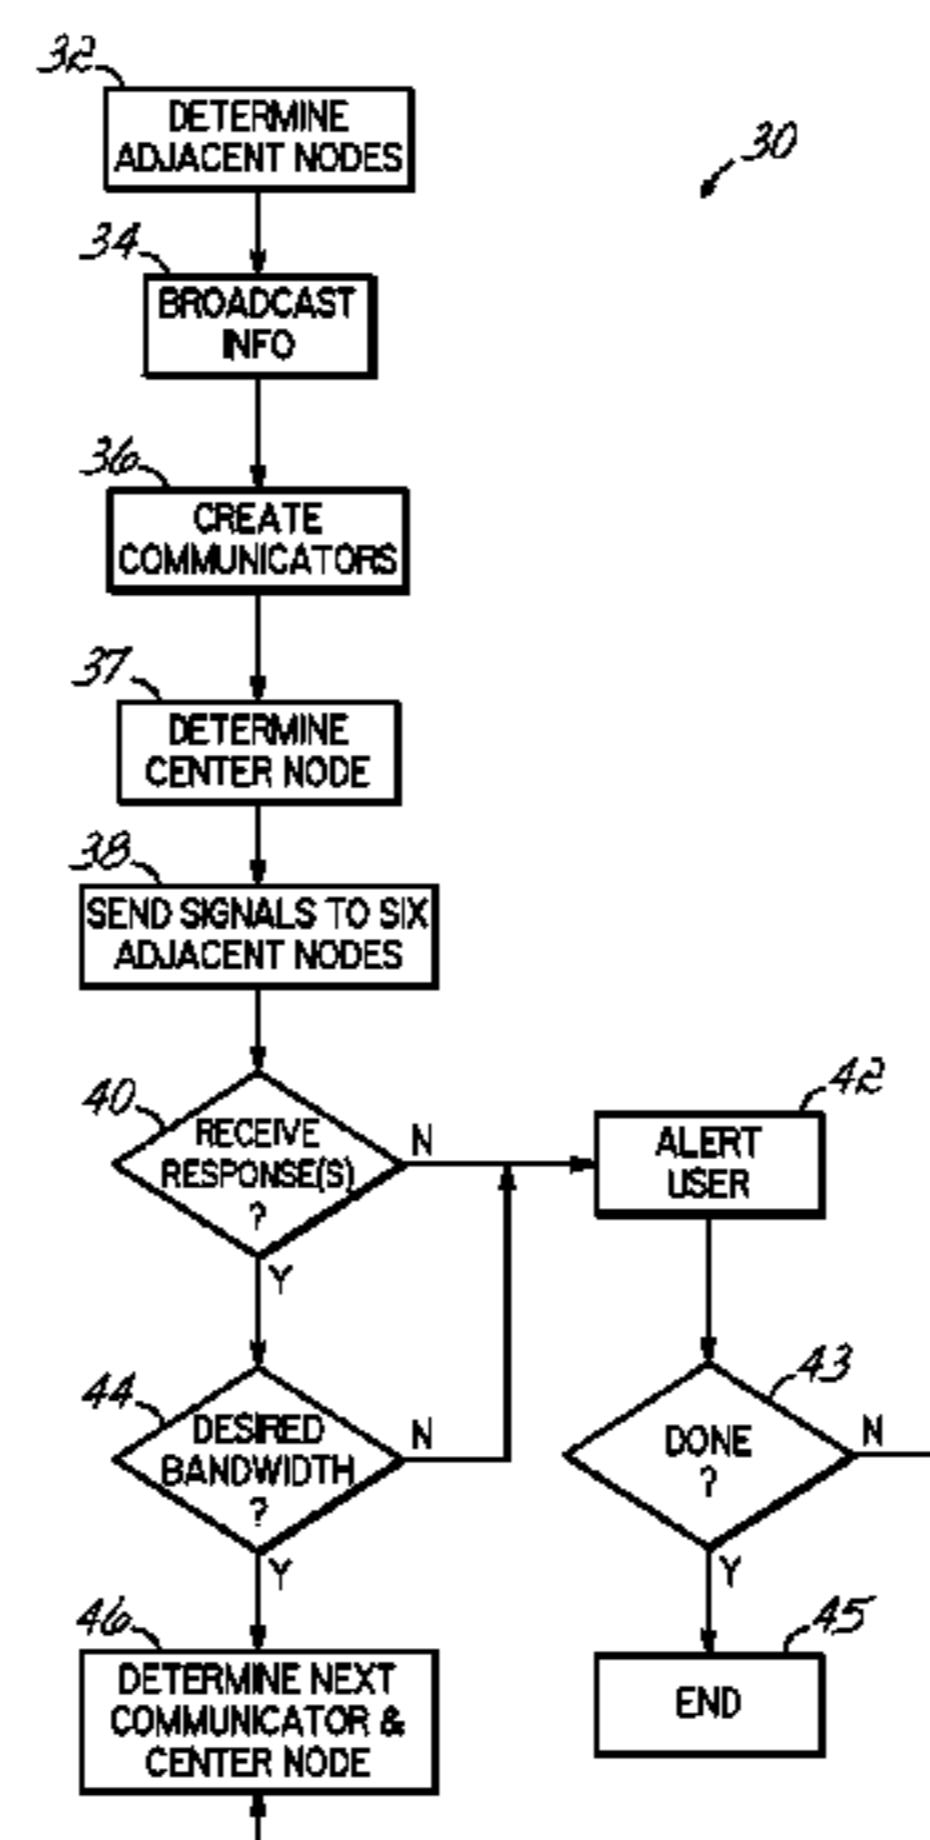 32
DETERMINE
ADJACENT NODES
30
34
BROADCAST
INFO
36
CREATE
COMMUNICATORS
37
DETERMINE
CENTER NODE
38
SEND SIGNALS TO SIX
ADJACENT NODES
40
RECEIVE
RESPONSE(S)
?
N
Y
42
ALERT
USER
44
DESIRED
BANDWIDTH
?
N
Y
43
DONE
?
N
Y
46
DETERMINE NEXT
COMMUNICATOR &
CENTER NODE
45
END